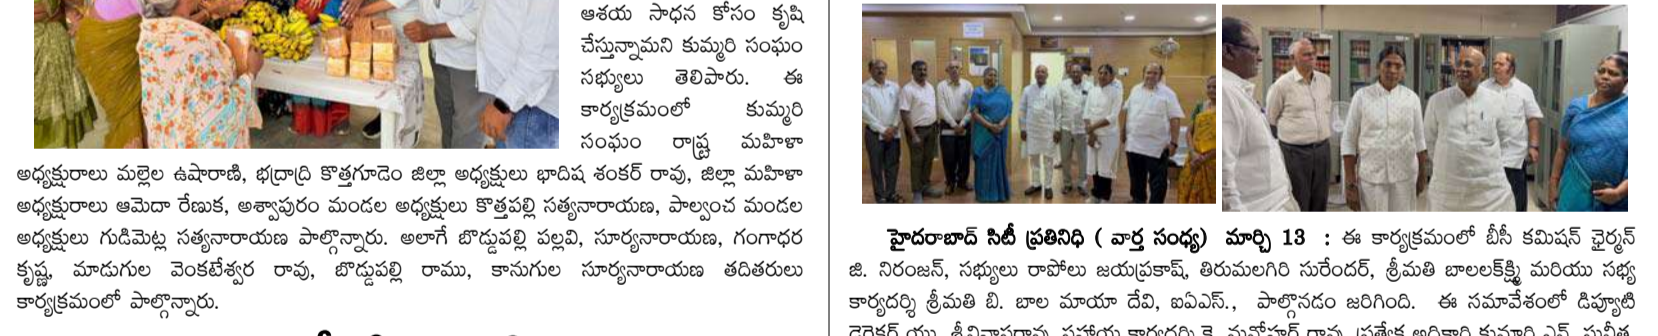 ఆశయ సాధన కోసం కృషి
చేస్తున్నామని కుమ్మరి సంఘం
సభ్యులు తెలిపారు. ఈ
కార్యక్రమంలో కుమ్మరి
సంఘం రాష్ట్ర మహిళా
అధ్యక్షురాలు మల్లెల ఉషారాణి, భద్రాద్రి కొత్తగూడెం జిల్లా అధ్యక్షులు భాదిష శంకర్ రావు, జిల్లా మహిళా
అధ్యక్షురాలు ఆమెదా రేణుక, అశ్వాపురం మండల అధ్యక్షులు కొత్తపల్లి సత్యనారాయణ, పాల్వంచ మండల
అధ్యక్షులు గుడిమెట్ల సత్యనారాయణ పాల్గొన్నారు. అలాగే బొడ్డుపల్లి పల్లవి, సూర్యనారాయణ, గంగాధర
కృష్ణ, మాడుగుల వెంకటేశ్వర రావు, బొడ్డుపల్లి రాము, కానుగుల సూర్యనారాయణ తదితరులు
కార్యక్రమంలో పాల్గొన్నారు.
హైదరాబాద్ సిటీ ప్రతినిధి ( వార్త సంధ్య) మార్చి 13 : ఈ కార్యక్రమంలో బీసీ కమిషన్ ఛైర్మన్
జి. నిరంజన్, సభ్యులు రాపోలు జయప్రకాష్, తిరుమలగిరి సురేందర్, శ్రీమతి బాలలక్ష్మి మరియు సభ్య
కార్యదర్శి శ్రీమతి బి. బాల మాయా దేవి, ఐఏఎస్., పాల్గొనడం జరిగింది. ఈ సమావేశంలో డిప్యూటి